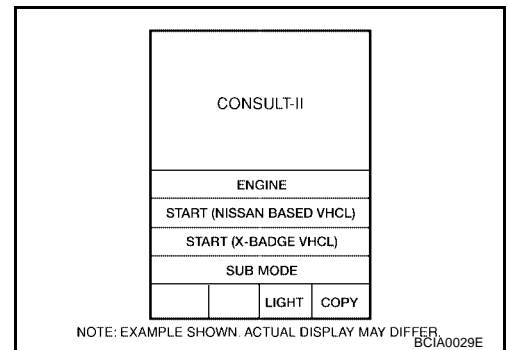 CONSULT-II
ENGINE
START (NISSAN BASED VHCL)
START (X-BADGE VHCL)
SUB MODE
LIGHT COPY
NOTE: EXAMPLE SHOWN. ACTUAL DISPLAY MAY DIFFER.
BCIA0029E